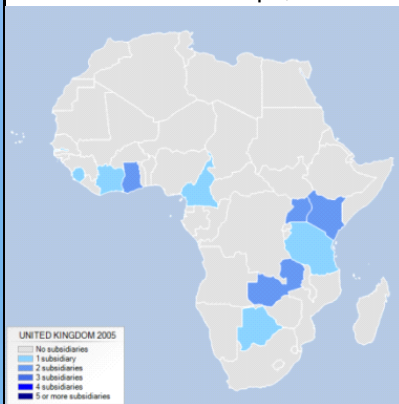 UNITED KINGDOM 2005
No subsidiaries
1 subsidiary
2 subsidiaries
3 subsidiaries
4 subsidiaries
5 or more subsidiaries